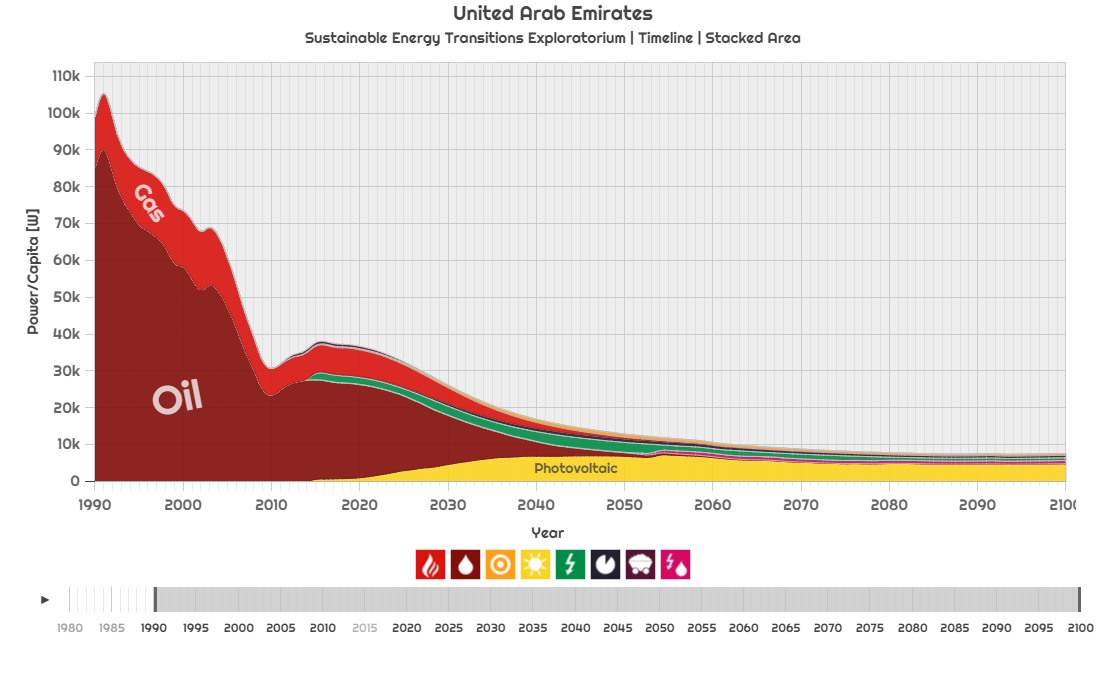 United Arab Emirates
Sustainable Energy Transitions Exploratorium | Timeline | Stacked Area
110k
100k
90k
80k
70k
60k
50k
40k
30k
20k
10k
0
Power/Capita [W]
Gas
Oil
Photovoltaic
1990 2000 2010 2020 2030 2040 2050 2060 2070 2080 2090 2100
Year
1980 1985 1990 1995 2000 2005 2010 2015 2020 2025 2030 2035 2040 2045 2050 2055 2060 2065 2070 2075 2080 2085 2090 2095 2100